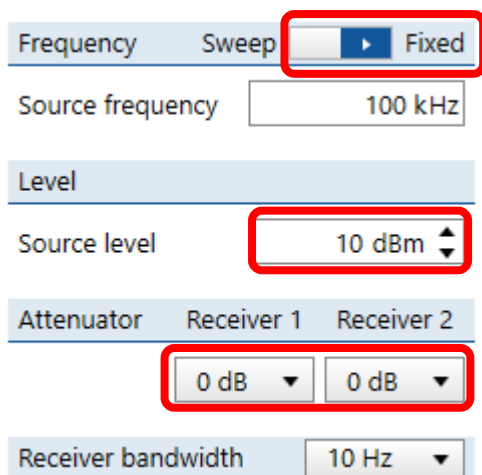 Frequency Sweep Fixed
Source frequency 100 kHz
Level
Source level 10 dBm
Attenuator Receiver 1 Receiver 2
0 dB 0 dB
Receiver bandwidth 10 Hz